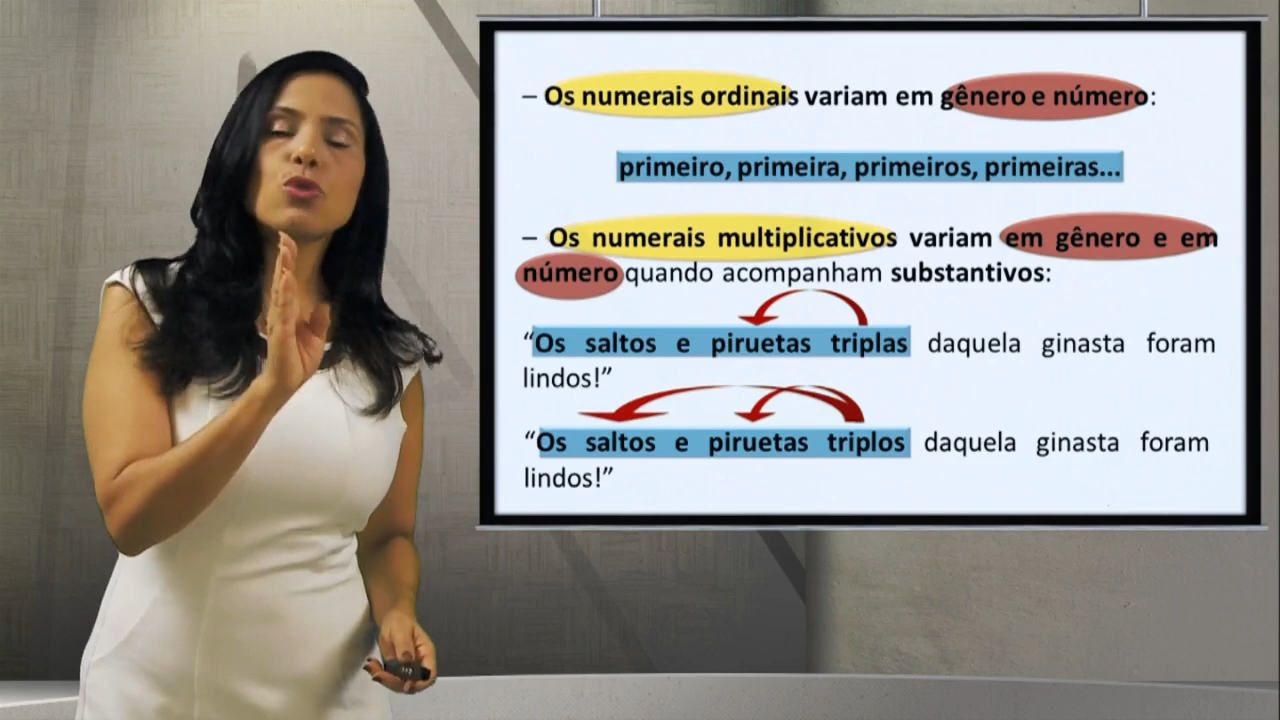 – Os numerais ordinais variam em gênero e número:
primeiro, primeira, primeiros, primeiras...
– Os numerais multiplicativos variam em gênero e em
número quando acompanham substantivos:
“Os saltos e piruetas triplas daquela ginasta foram
lindos!”
“Os saltos e piruetas triplos daquela ginasta foram
lindos!”